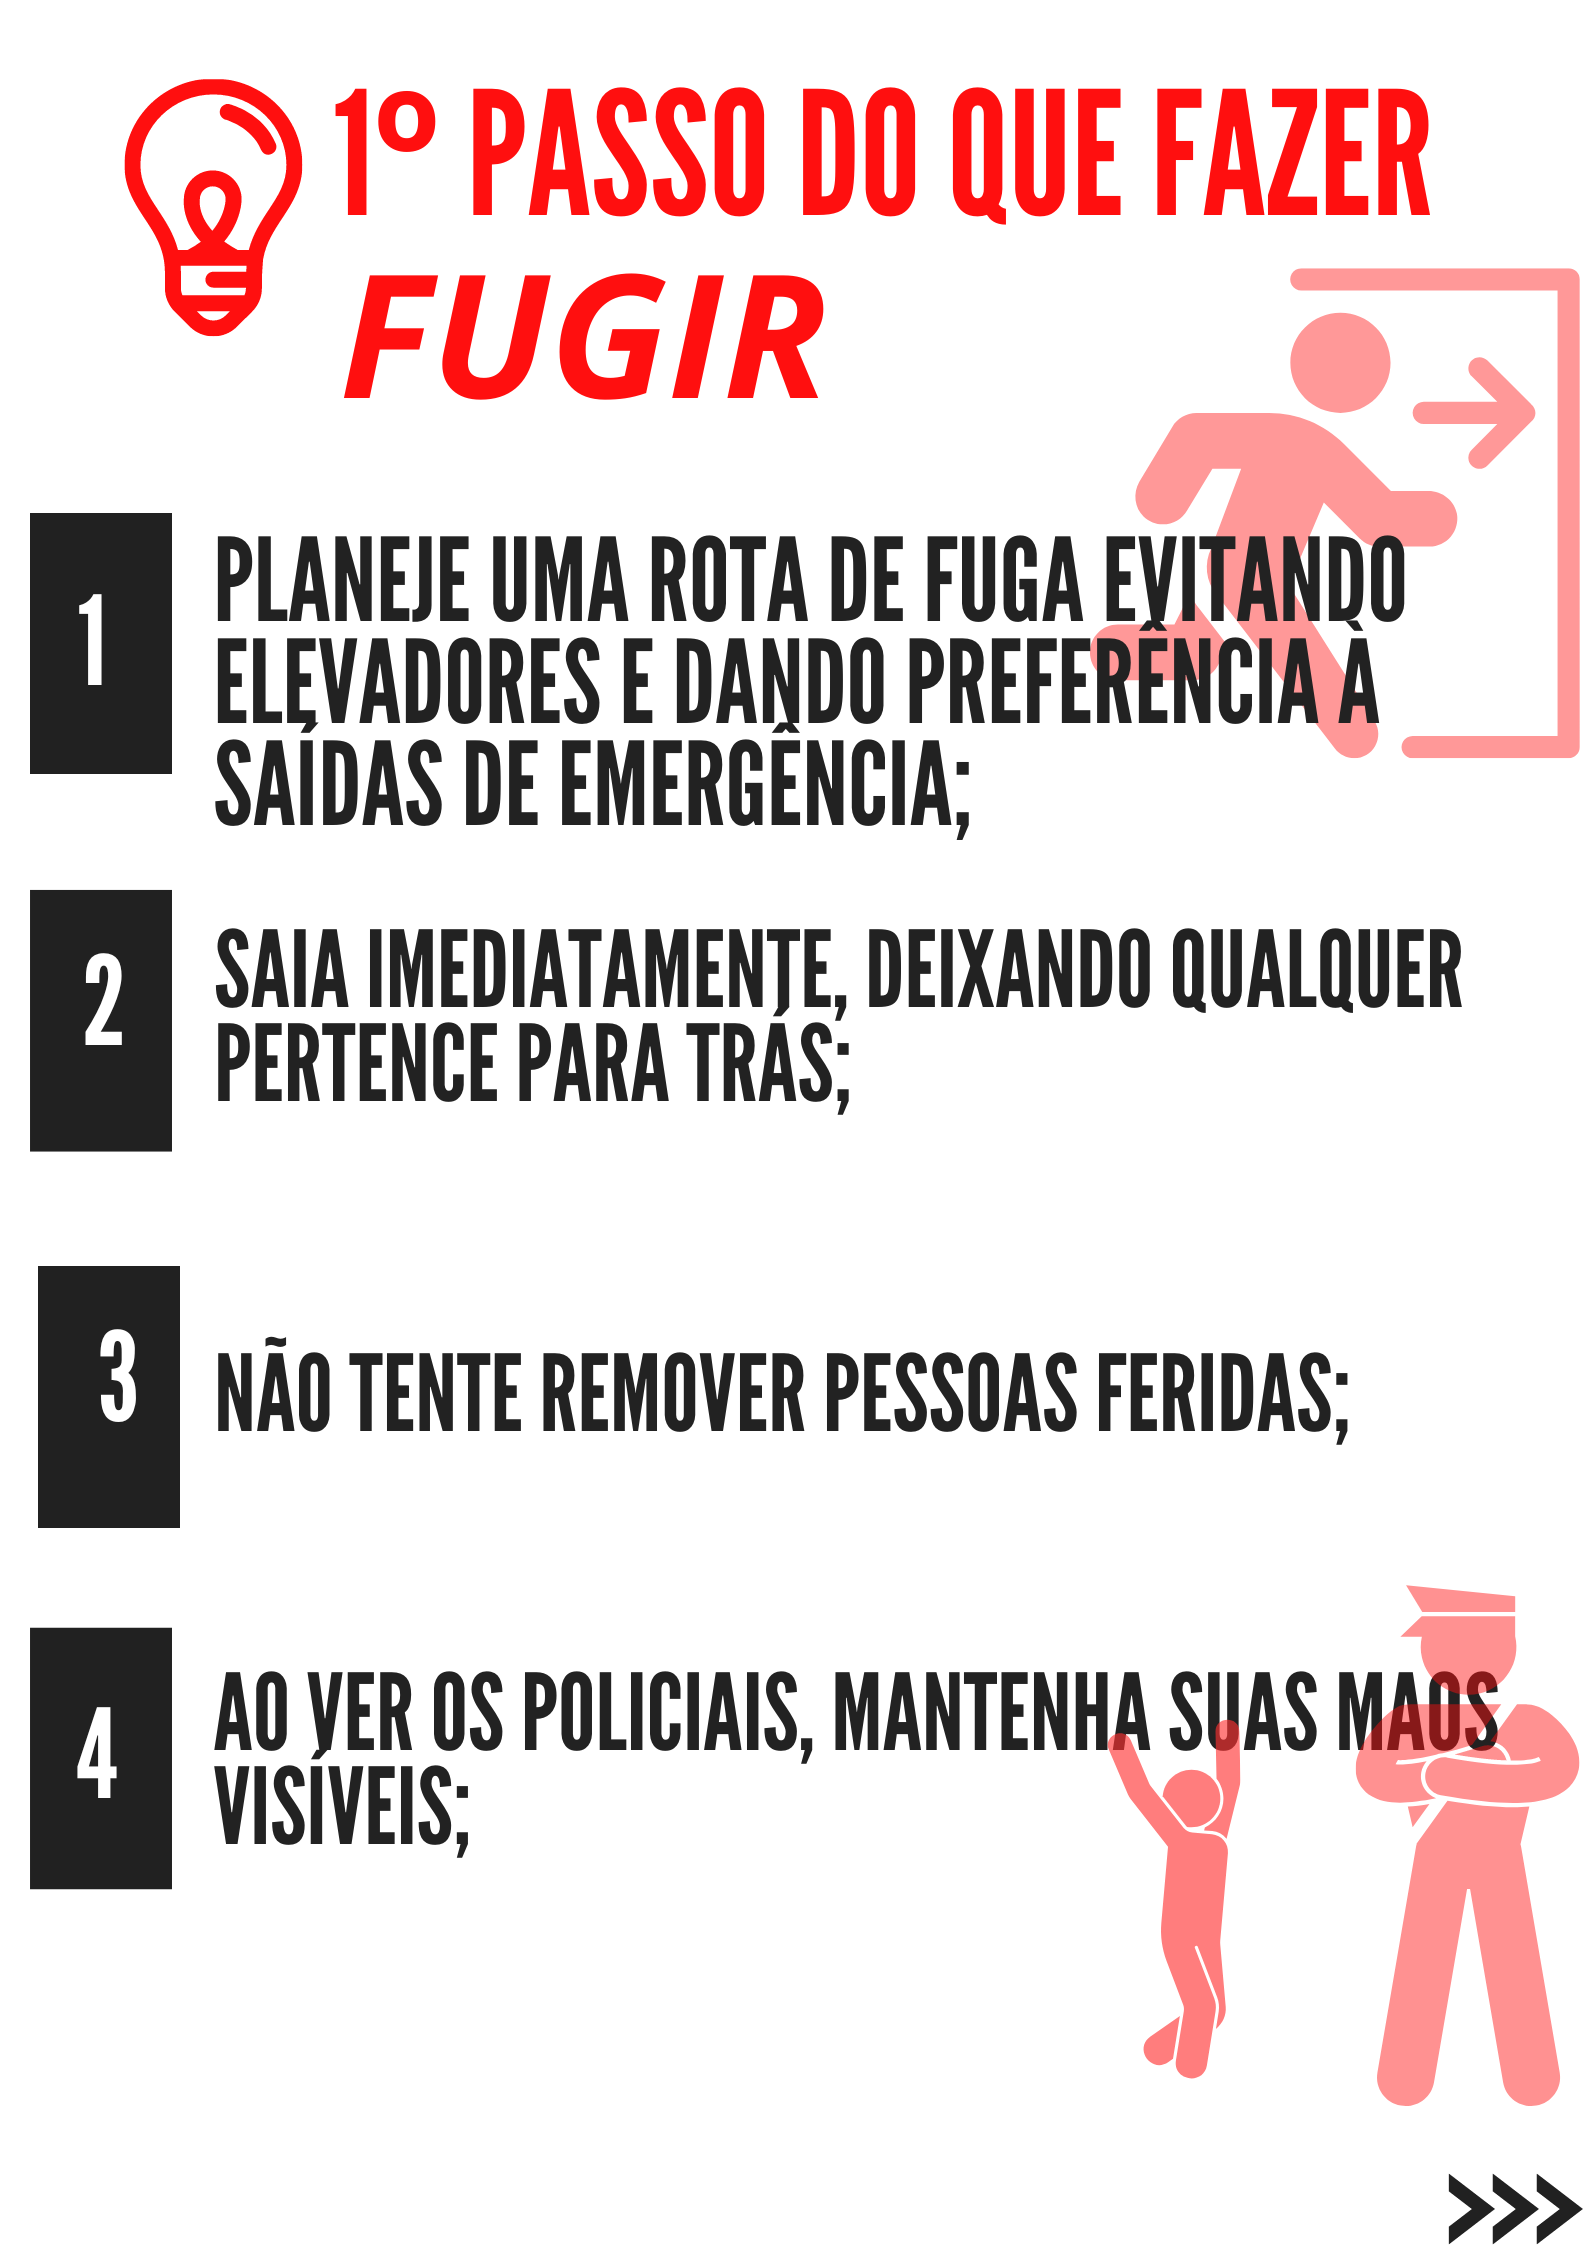 1º PASSO DO QUE FAZER
FUGIR
1
PLANEJE UMA ROTA DE FUGA EVITANDO
ELEVADORES E DANDO PREFERÊNCIA À
SAÍDAS DE EMERGÊNCIA;
2
SAIA IMEDIATAMENTE, DEIXANDO QUALQUER
PERTENCE PARA TRÁS;
3
NÃO TENTE REMOVER PESSOAS FERIDAS;
4
AO VER OS POLICIAIS, MANTENHA SUAS MAOS
VISÍVEIS;